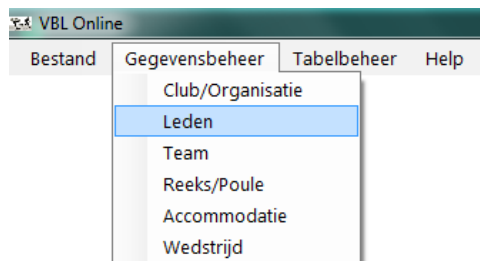 VBL Online
Bestand Gegevensbeheer Tabelbeheer Help
Club/Organisatie
Leden
Team
Reeks/Poule
Accommodatie
Wedstrijd